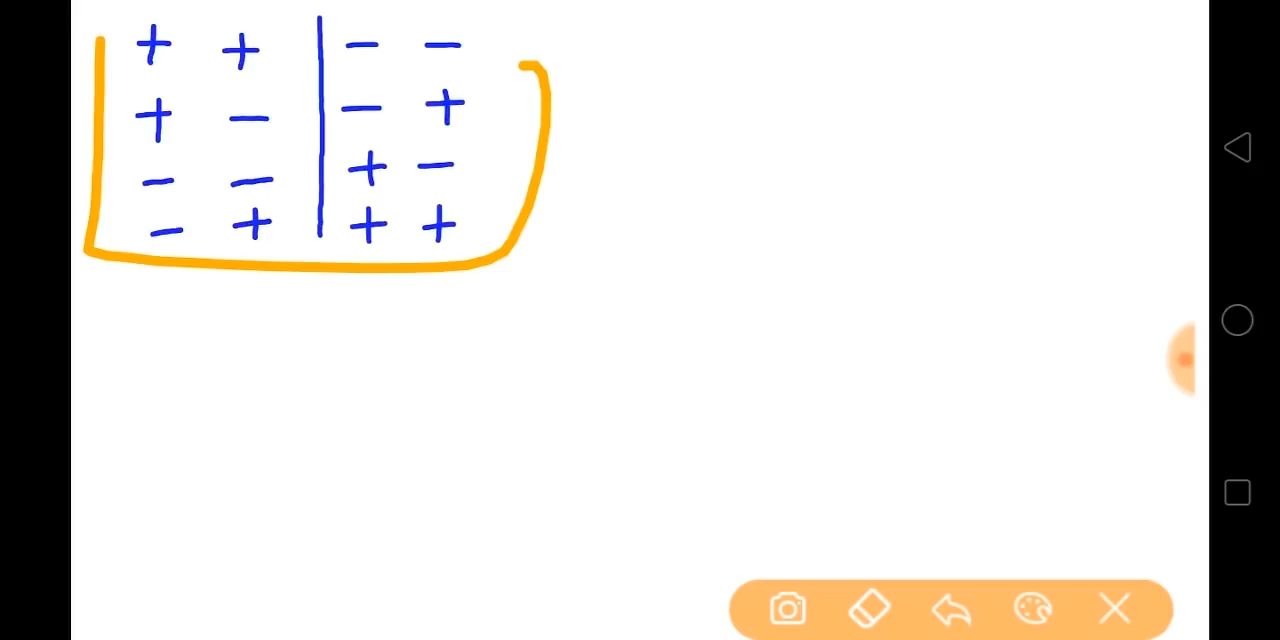 + + | − −
+ − | − +
− − | + −
− + | + +